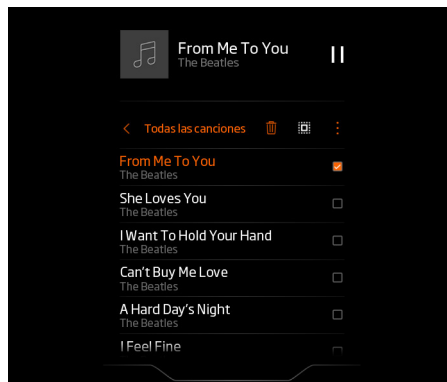 From Me To You
The Beatles
Todas las canciones
From Me To You
The Beatles
She Loves You
The Beatles
I Want To Hold Your Hand
The Beatles
Can't Buy Me Love
The Beatles
A Hard Day's Night
The Beatles
I Feel Fine